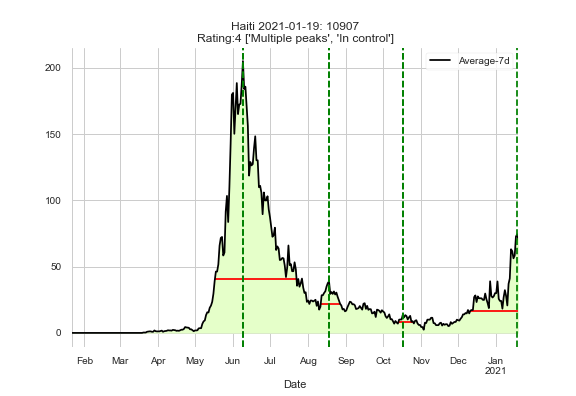 Haiti 2021-01-19: 10907
Rating:4 ['Multiple peaks', 'In control']
Average-7d
200
150
100
50
0
Feb Mar Apr May Jun Jul Aug Sep Oct Nov Dec Jan
2021
Date